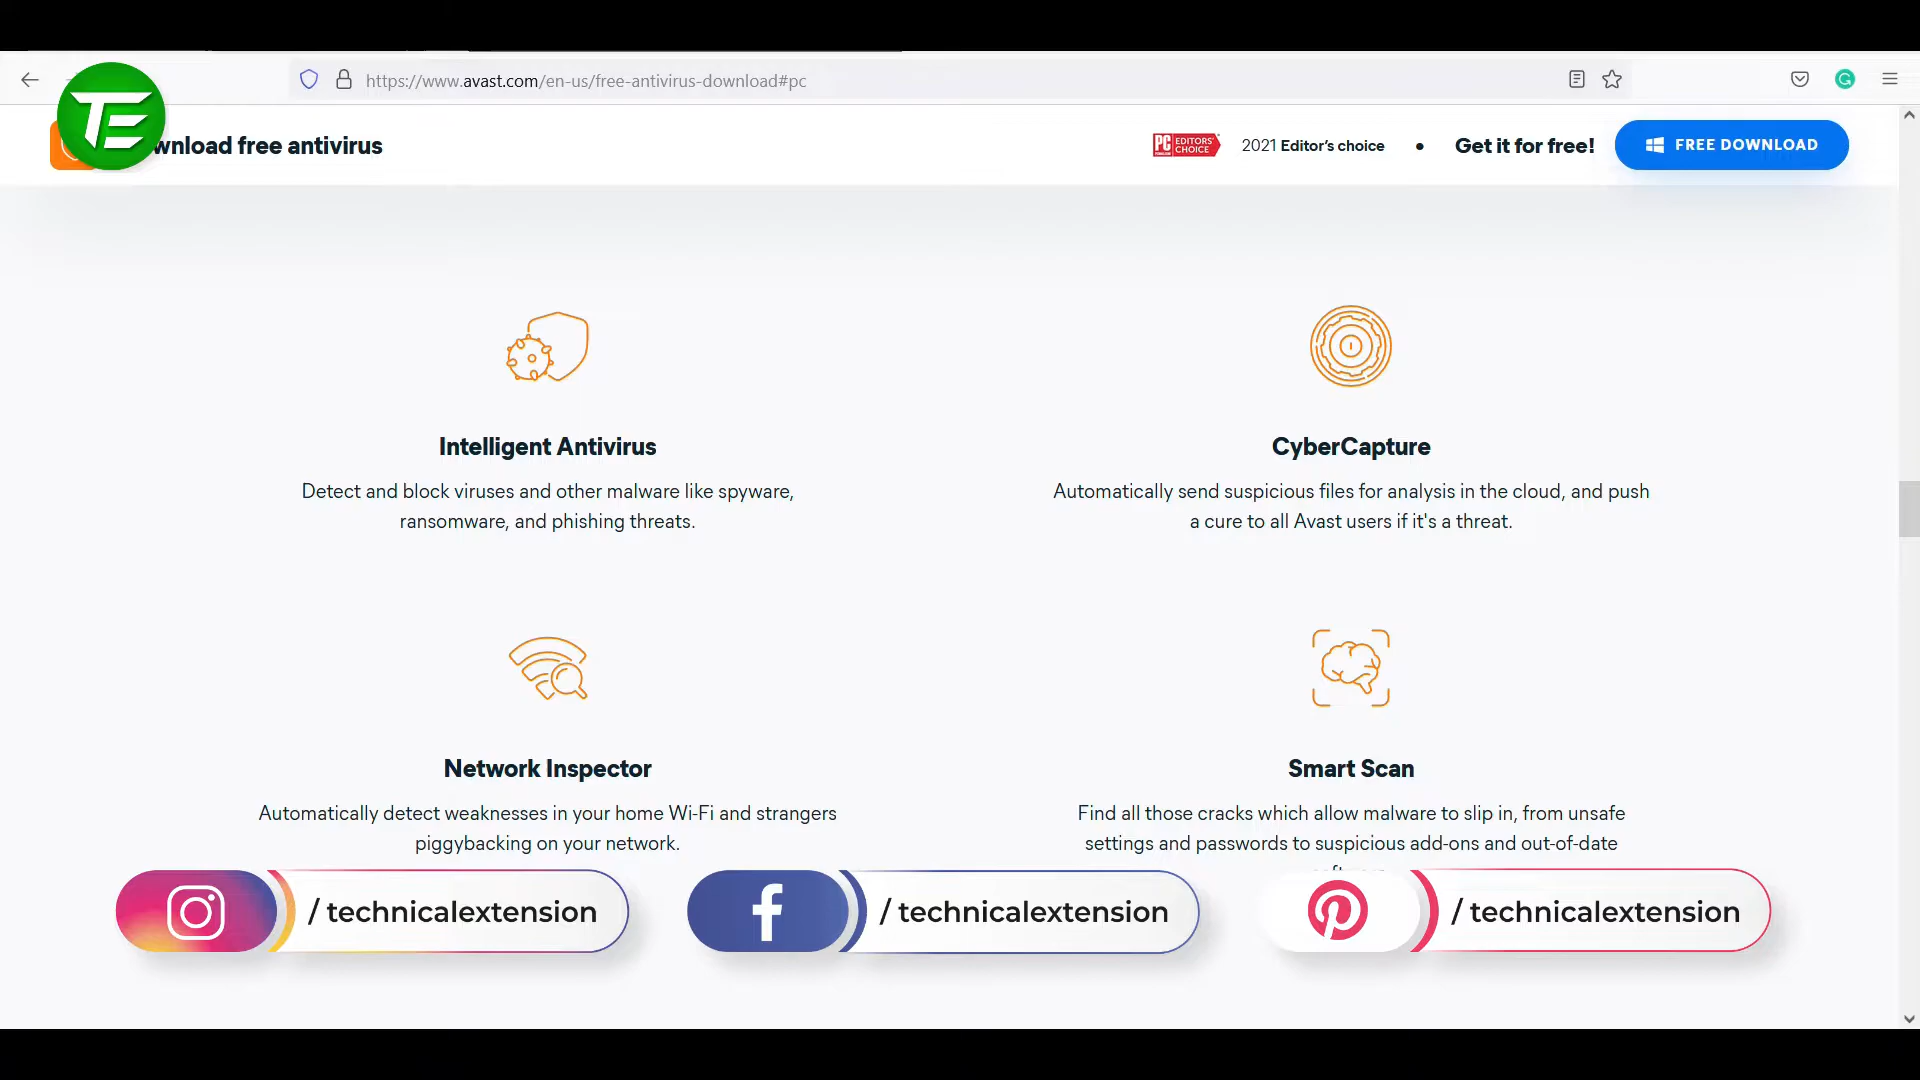 TE
https://www.avast.com/en-us/free-antivirus-download#pc
wnload free antivirus
PC EDITORS' CHOICE
2021 Editor's choice
•
Get it for free!
FREE DOWNLOAD
Intelligent Antivirus
Detect and block viruses and other malware like spyware,
ransomware, and phishing threats.
CyberCapture
Automatically send suspicious files for analysis in the cloud, and push
a cure to all Avast users if it's a threat.
Network Inspector
Automatically detect weaknesses in your home Wi-Fi and strangers
piggybacking on your network.
Smart Scan
Find all those cracks which allow malware to slip in, from unsafe
settings and passwords to suspicious add-ons and out-of-date
/ technicalextension
/ technicalextension
/ technicalextension